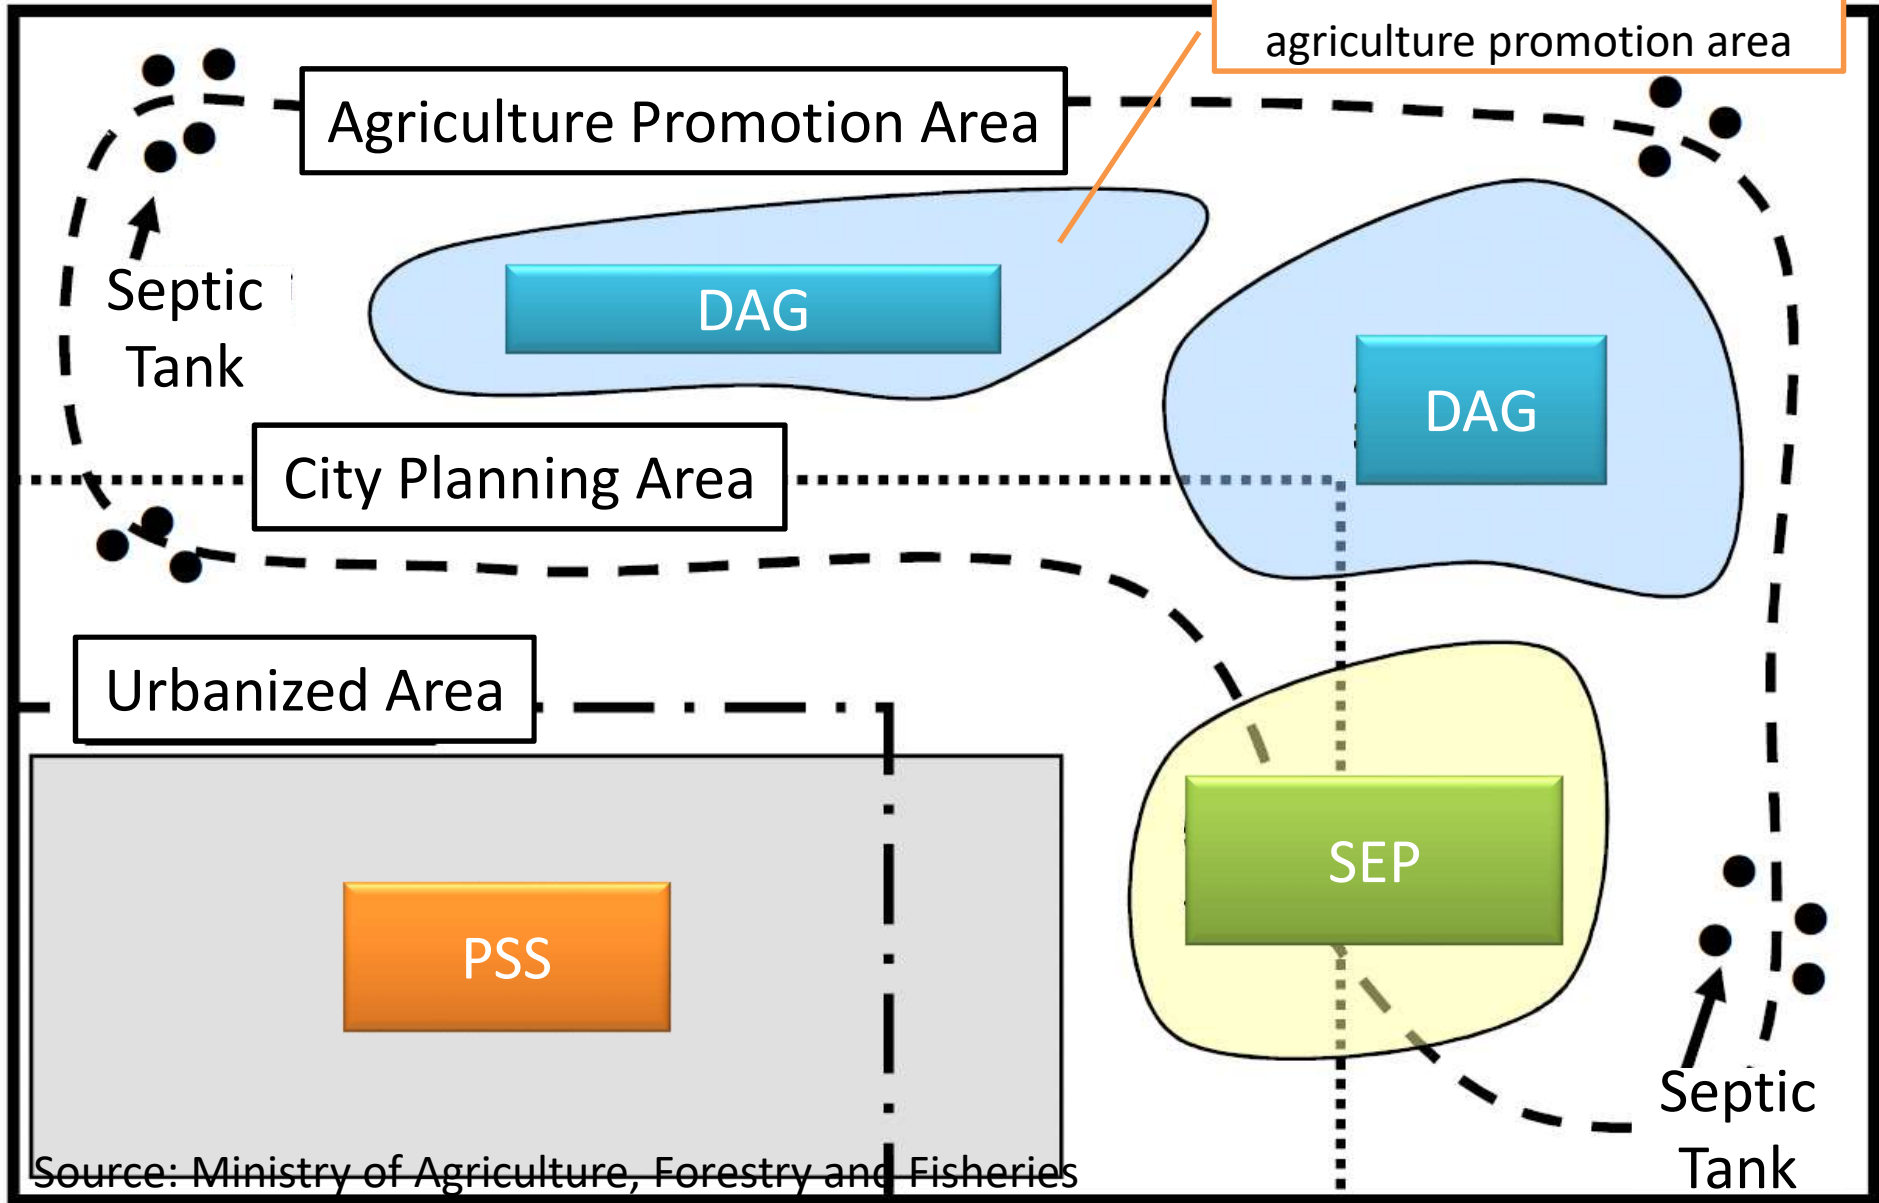 agriculture promotion area
Agriculture Promotion Area
Septic
Tank
DAG
DAG
City Planning Area
Urbanized Area
SEP
PSS
Septic
Tank
Source: Ministry of Agriculture, Forestry and Fisheries